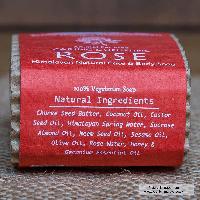 ROSE
Himalayan Natural Face & Body Soap
100% Vegetarian Soap
Natural Ingredients
Chiuree Seed Butter, Coconut Oil, Castor
Seed Oil, Himalayan Spring Water, Sucrose
Almond Oil, Neem Seed Oil, Sesame Oil,
Olive Oil, Rose Water, Honey &
Geranium Essential Oil